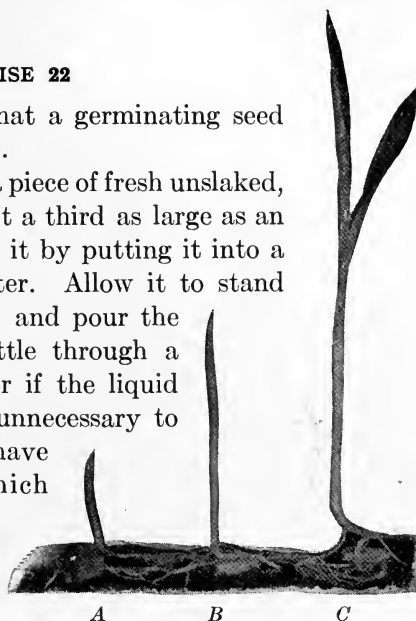 ISE 22
hat a germinating seed
.
piece of fresh unslaked,
t a third as large as an
it by putting it into a
ter. Allow it to stand
and pour the
ttle through a
r if the liquid
unnecessary to
have
hich
A B C